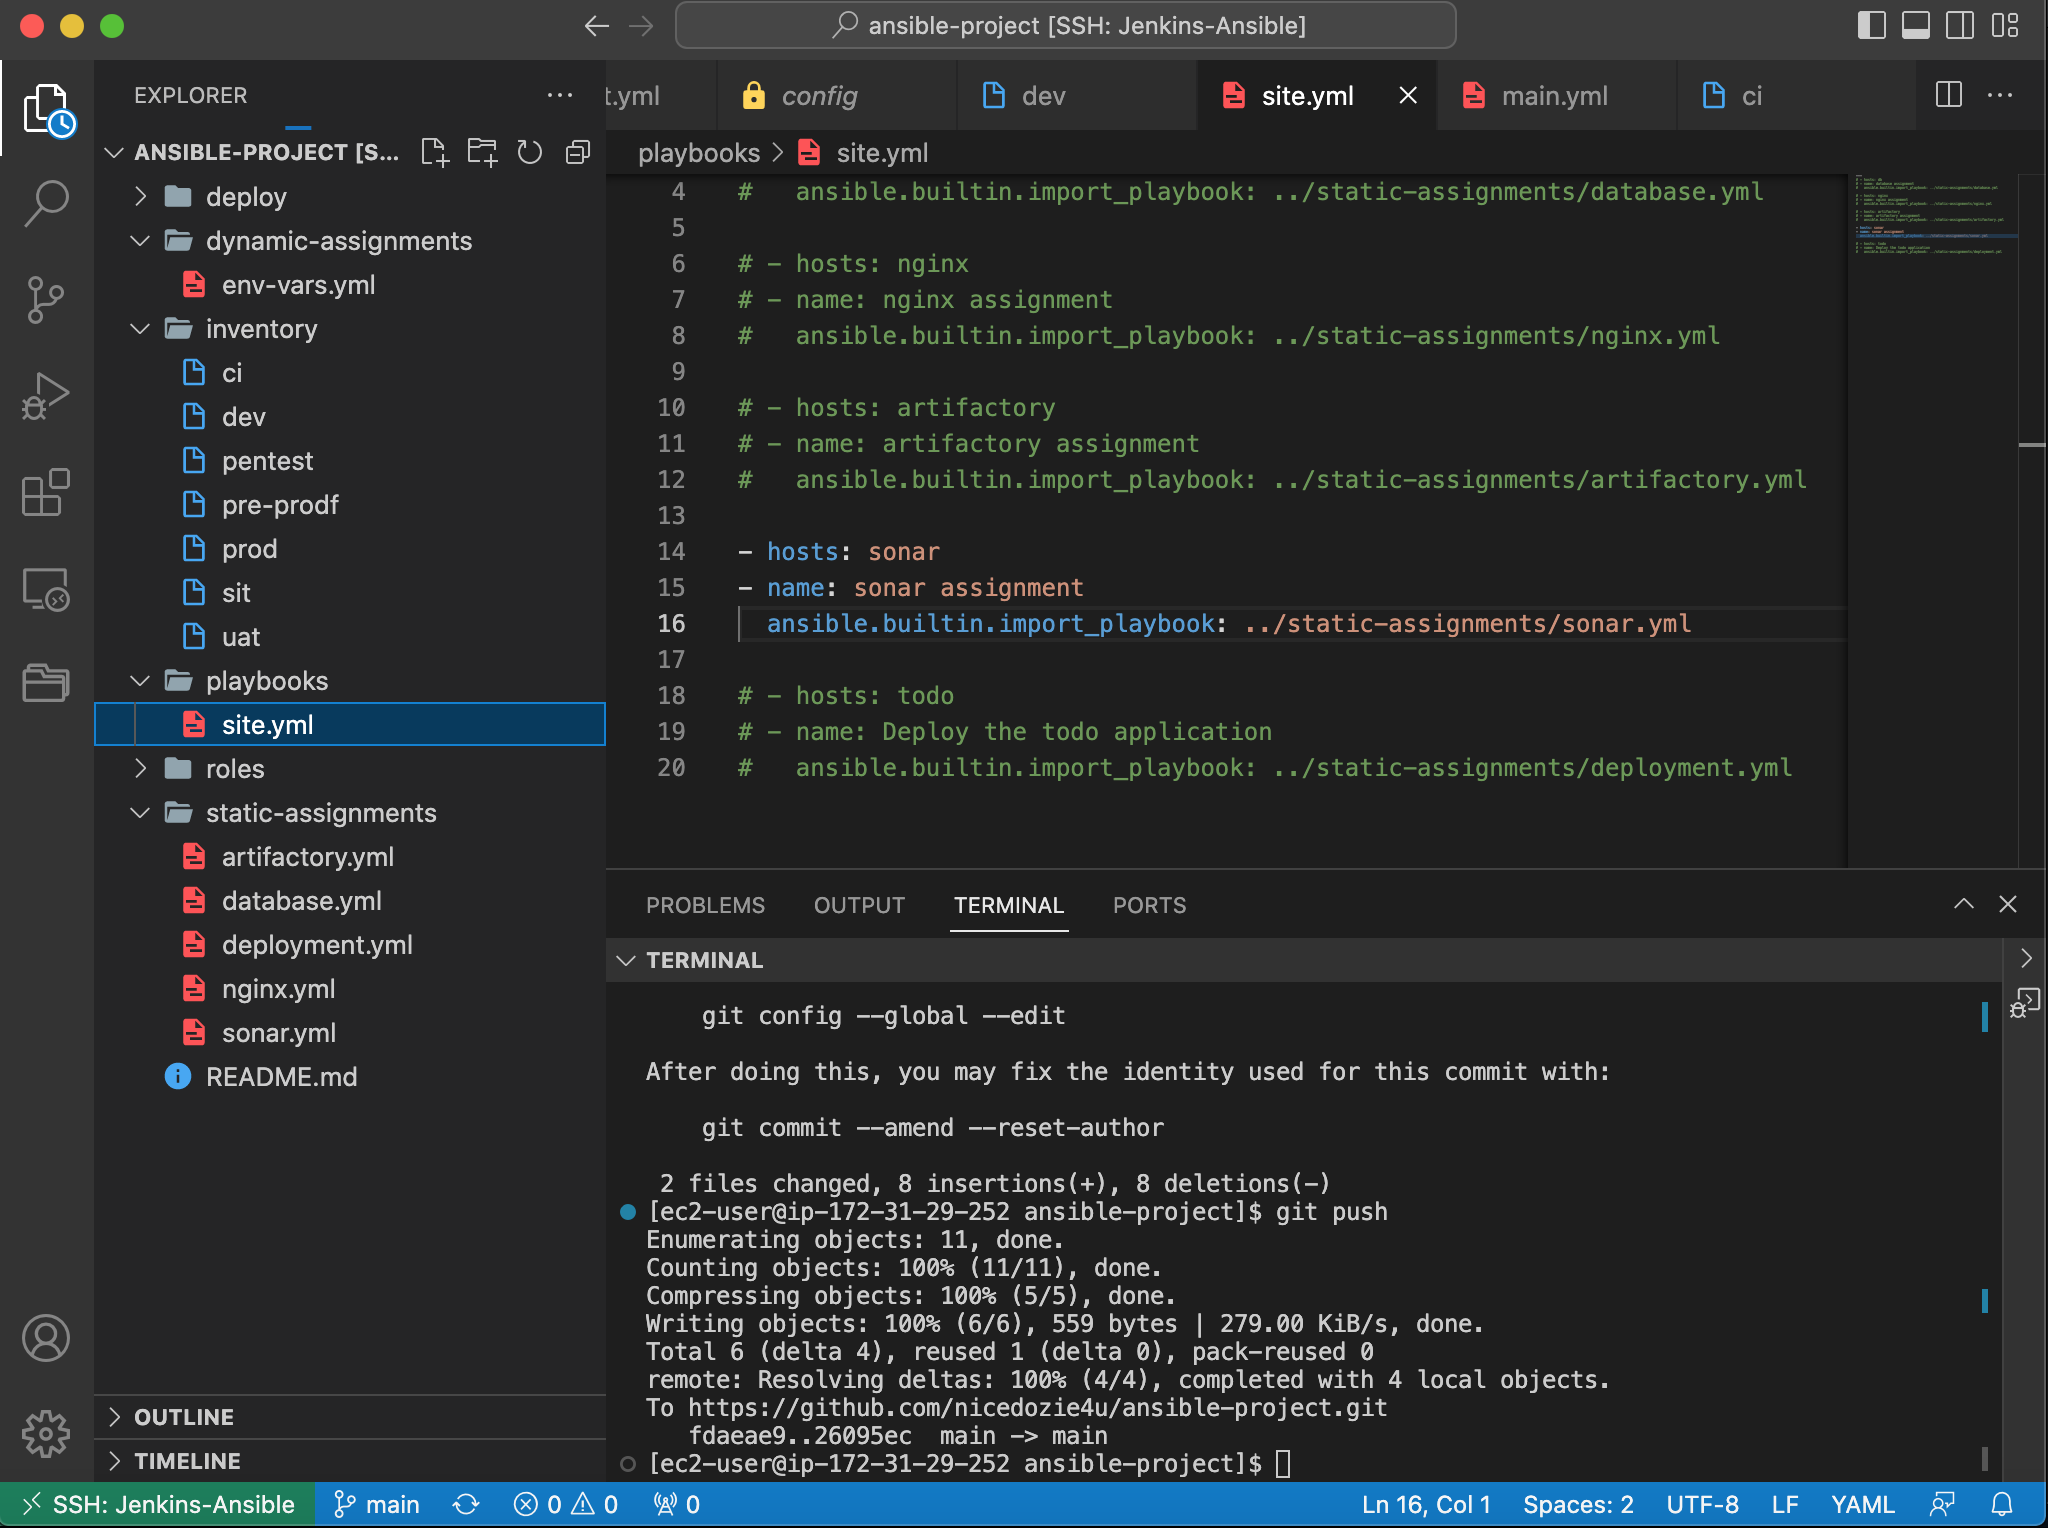 ansible-project [SSH: Jenkins-Ansible]
EXPLORER
t.yml
config
dev
site.yml
main.yml
ci
ANSIBLE-PROJECT [S...
playbooks > site.yml
deploy
dynamic-assignments
env-vars.yml
inventory
ci
dev
pentest
pre-prodf
prod
sit
uat
playbooks
site.yml
roles
static-assignments
artifactory.yml
database.yml
deployment.yml
nginx.yml
sonar.yml
README.md
OUTLINE
TIMELINE
4 #   ansible.builtin.import_playbook: ../static-assignments/database.yml
5
6 # - hosts: nginx
7 # - name: nginx assignment
8 #   ansible.builtin.import_playbook: ../static-assignments/nginx.yml
9
10 # - hosts: artifactory
11 # - name: artifactory assignment
12 #   ansible.builtin.import_playbook: ../static-assignments/artifactory.yml
13
14 - hosts: sonar
15 - name: sonar assignment
16   ansible.builtin.import_playbook: ../static-assignments/sonar.yml
17
18 # - hosts: todo
19 # - name: Deploy the todo application
20 #   ansible.builtin.import_playbook: ../static-assignments/deployment.yml
PROBLEMS OUTPUT TERMINAL PORTS
TERMINAL
git config --global --edit
After doing this, you may fix the identity used for this commit with:
git commit --amend --reset-author
2 files changed, 8 insertions(+), 8 deletions(-)
[ec2-user@ip-172-31-29-252 ansible-project]$ git push
Enumerating objects: 11, done.
Counting objects: 100% (11/11), done.
Compressing objects: 100% (5/5), done.
Writing objects: 100% (6/6), 559 bytes | 279.00 KiB/s, done.
Total 6 (delta 4), reused 1 (delta 0), pack-reused 0
remote: Resolving deltas: 100% (4/4), completed with 4 local objects.
To https://github.com/nicedozie4u/ansible-project.git
fdaeae9..26095ec  main -> main
[ec2-user@ip-172-31-29-252 ansible-project]$
SSH: Jenkins-Ansible main 0 0 0 Ln 16, Col 1 Spaces: 2 UTF-8 LF YAML